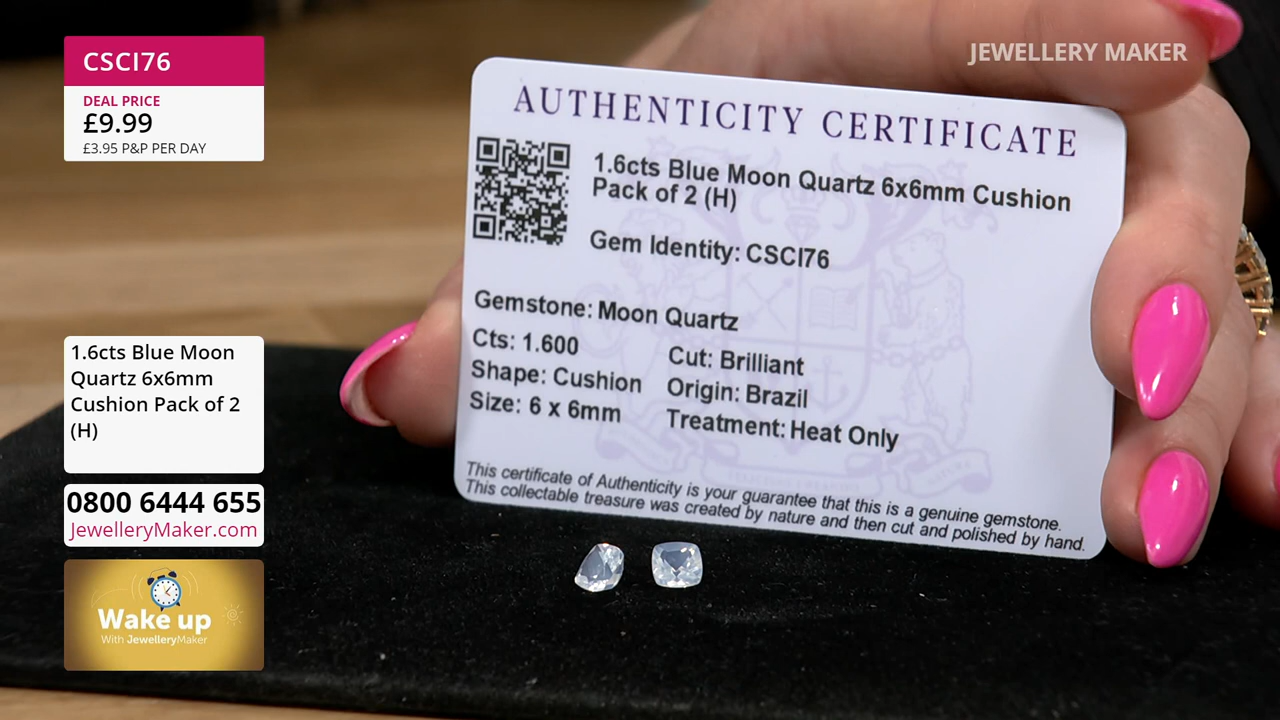 CSCI76
DEAL PRICE
£9.99
£3.95 P&P PER DAY
JEWELLERY MAKER
AUTHENTICITY CERTIFICATE
1.6cts Blue Moon Quartz 6x6mm Cushion
Pack of 2 (H)
Gem Identity: CSCI76
Gemstone: Moon Quartz
Cts: 1.600
Cut: Brilliant
Shape: Cushion
Origin: Brazil
Size: 6 x 6mm
Treatment: Heat Only
This certificate of Authenticity is your guarantee that this is a genuine gemstone.
This collectable treasure was created by nature and then cut and polished by hand.
1.6cts Blue Moon
Quartz 6x6mm
Cushion Pack of 2
(H)
0800 6444 655
JewelleryMaker.com
Wake up
With JewelleryMaker